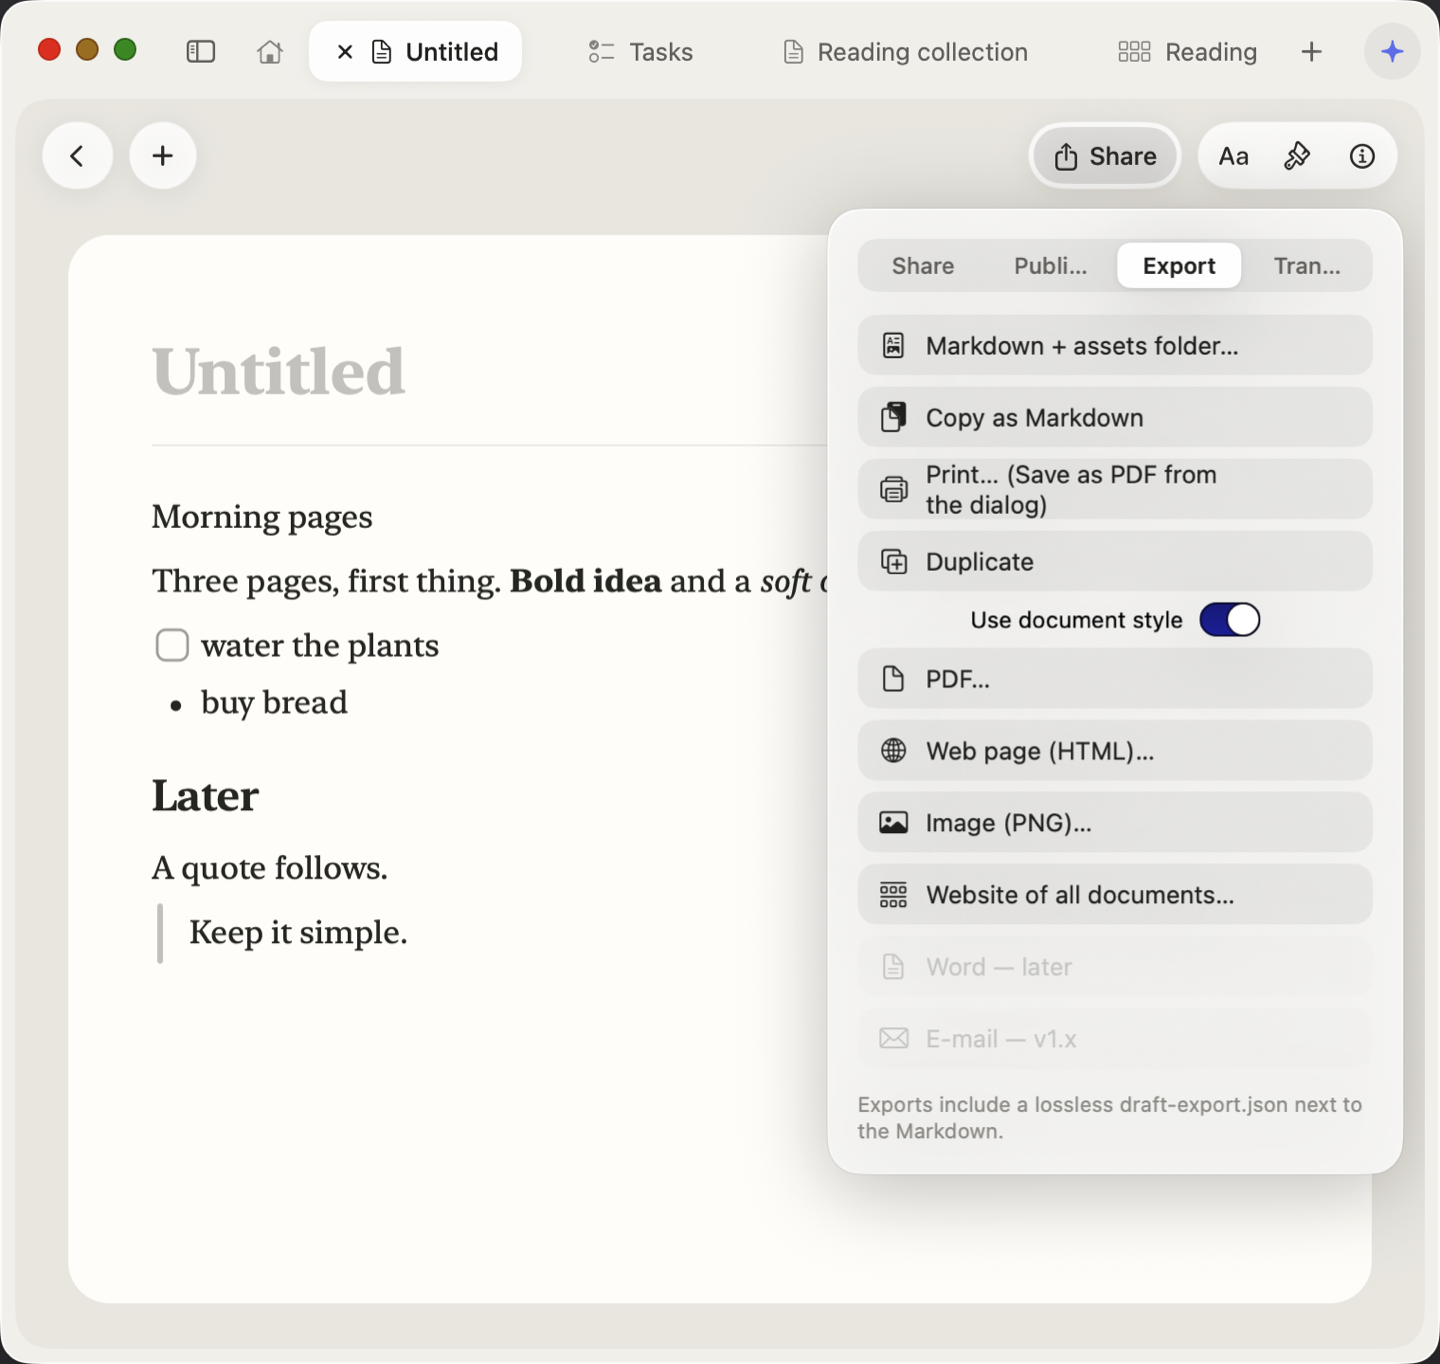 Untitled
Tasks
Reading collection
Reading
Share
Aa
Share
Publi...
Export
Tran...
Markdown + assets folder...
Copy as Markdown
Print... (Save as PDF from
the dialog)
Duplicate
Use document style
PDF...
Web page (HTML)...
Image (PNG)...
Website of all documents...
Word — later
E-mail — v1.x
Exports include a lossless draft-export.json next to
the Markdown.
Untitled
Morning pages
Three pages, first thing. Bold idea and a soft
water the plants
• buy bread
Later
A quote follows.
Keep it simple.